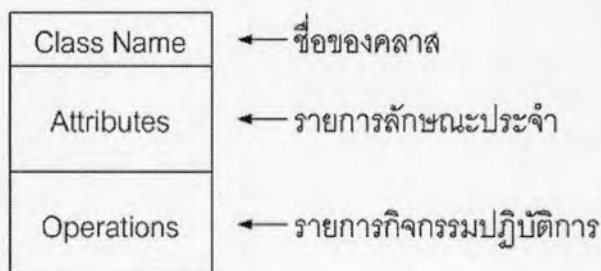 Class Name ชื่อของคลาส
Attributes รายการลักษณะประจำ
Operations รายการกิจกรรมปฏิบัติการ